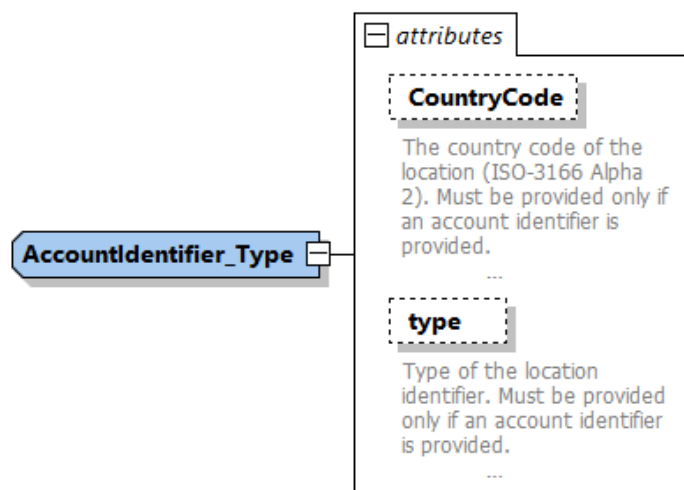 attributes
CountryCode
The country code of the
location (ISO-3166 Alpha
2). Must be provided only if
an account identifier is
provided.
...
AccountIdentifier_Type
type
Type of the location
identifier. Must be provided
only if an account identifier
is provided.
...